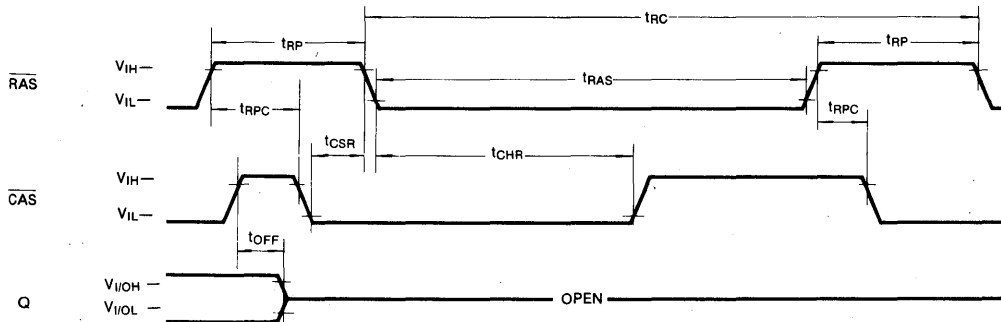 tRC
tRP
tRP
RAS
VIH
VIL
tRAS
tRPC
tRPC
tCSR
tCHR
CAS
VIH
VIL
tOFF
Q
VI/OH
VI/OL
OPEN